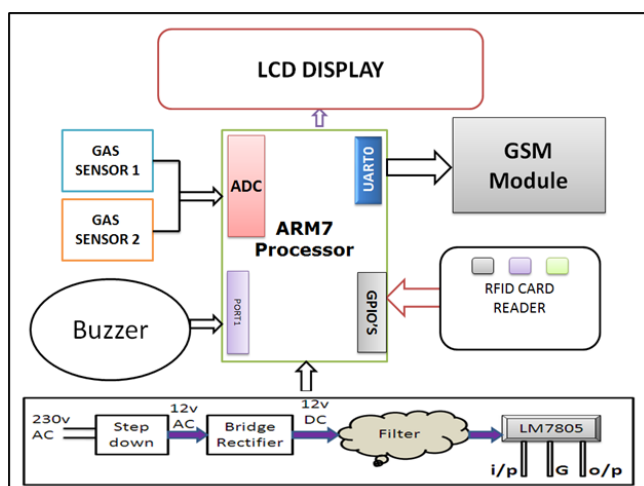 LCD DISPLAY
GAS
SENSOR 1
GAS
SENSOR 2
ADC
UART0
GSM
Module
ARM7
Processor
PORT1
GPIO'S
RFID CARD
READER
Buzzer
230v
AC
Step
down
12v
AC
Bridge
Rectifier
12v
DC
Filter
LM7805
i/p G o/p